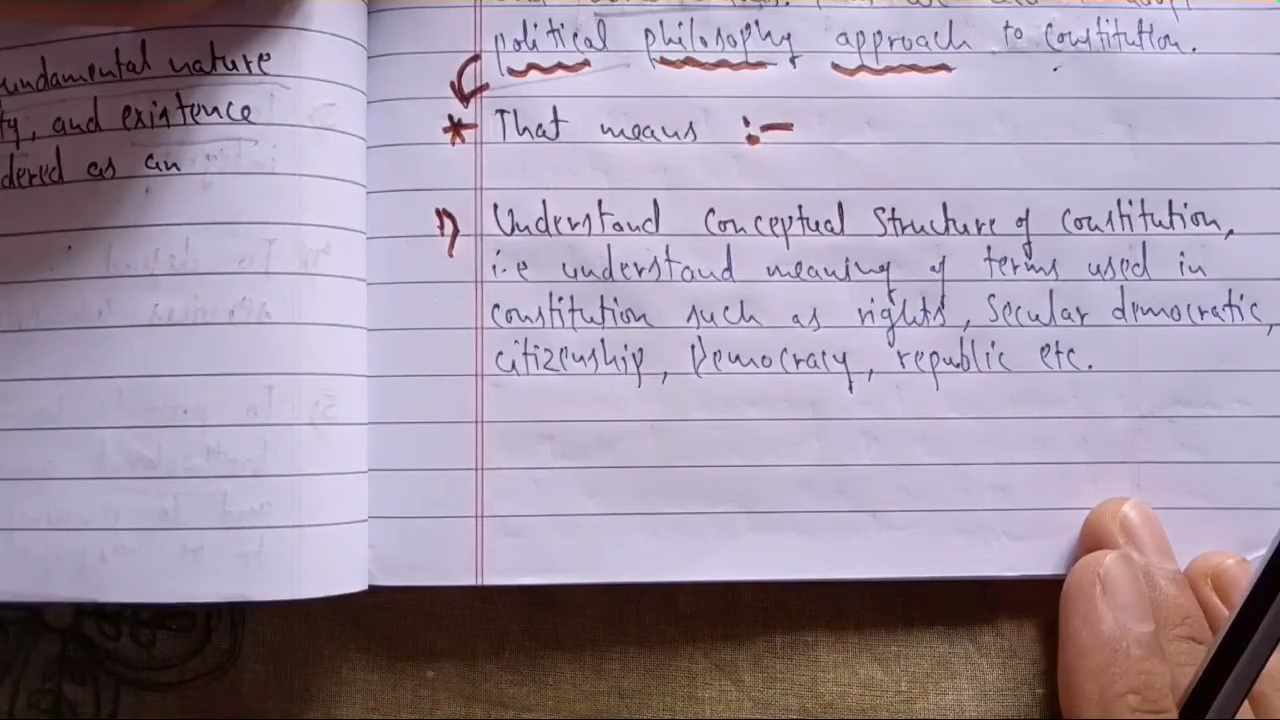 undamental nature
ty, and existence
dered as an
political philosophy approach to constitution.
* That means :-
1) Understand conceptual structure of constitution,
i.e understand meaning of terms used in
constitution such as rights, secular democratic,
citizenship, Democracy, republic etc.